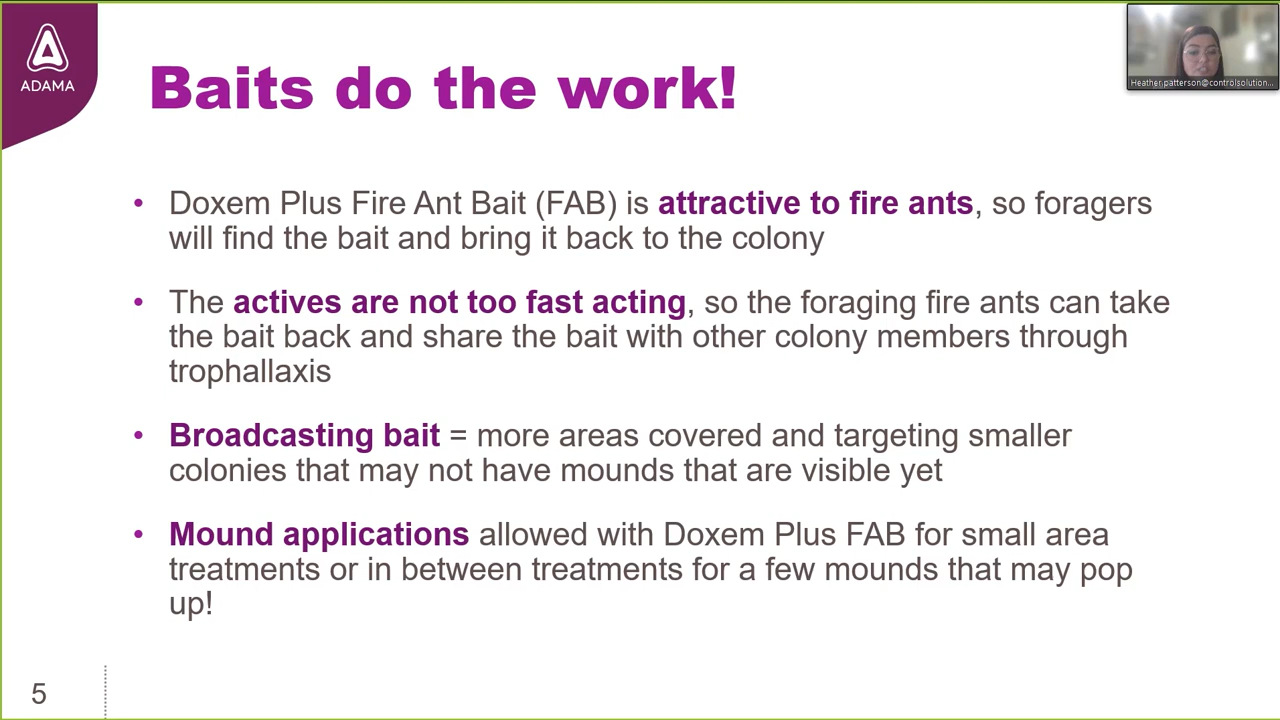 ADAMA
Baits do the work!
Heather.patterson@controlsolution...
• Doxem Plus Fire Ant Bait (FAB) is attractive to fire ants, so foragers
will find the bait and bring it back to the colony
• The actives are not too fast acting, so the foraging fire ants can take
the bait back and share the bait with other colony members through
trophallaxis
• Broadcasting bait = more areas covered and targeting smaller
colonies that may not have mounds that are visible yet
• Mound applications allowed with Doxem Plus FAB for small area
treatments or in between treatments for a few mounds that may pop
up!
5